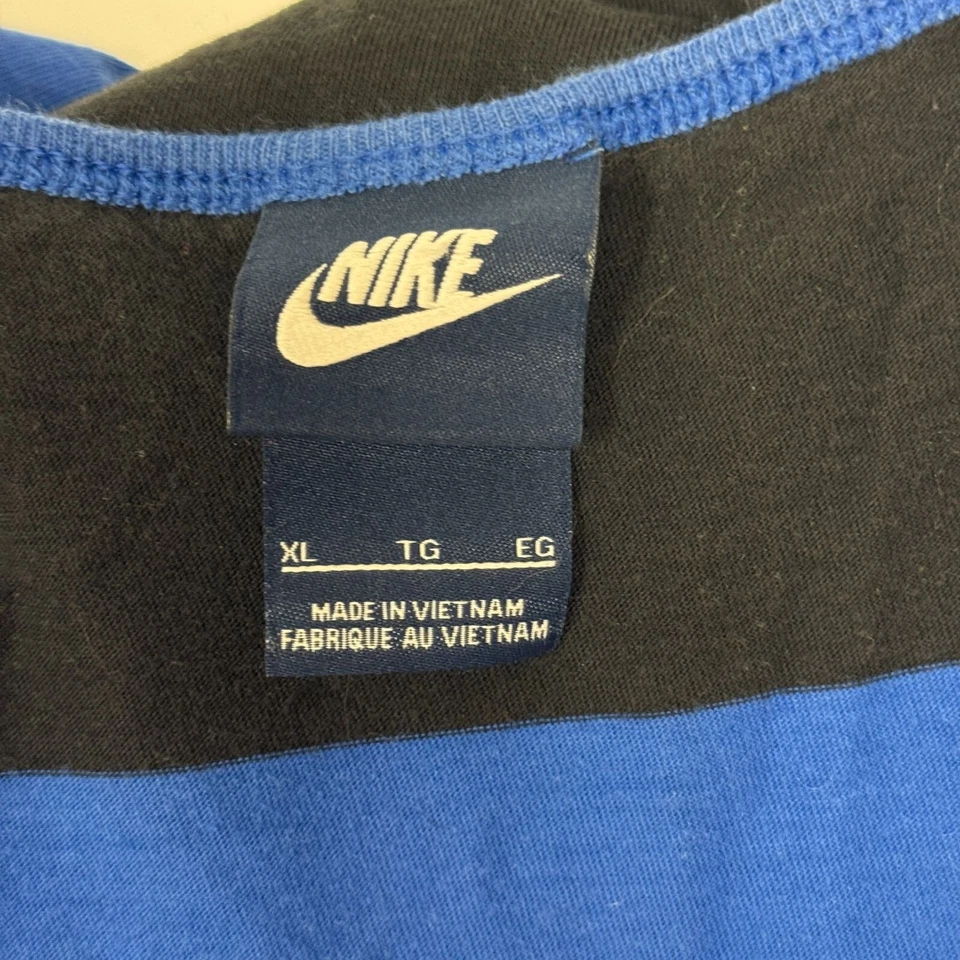 NIKE
XL TG EG
MADE IN VIETNAM
FABRIQUE AU VIETNAM